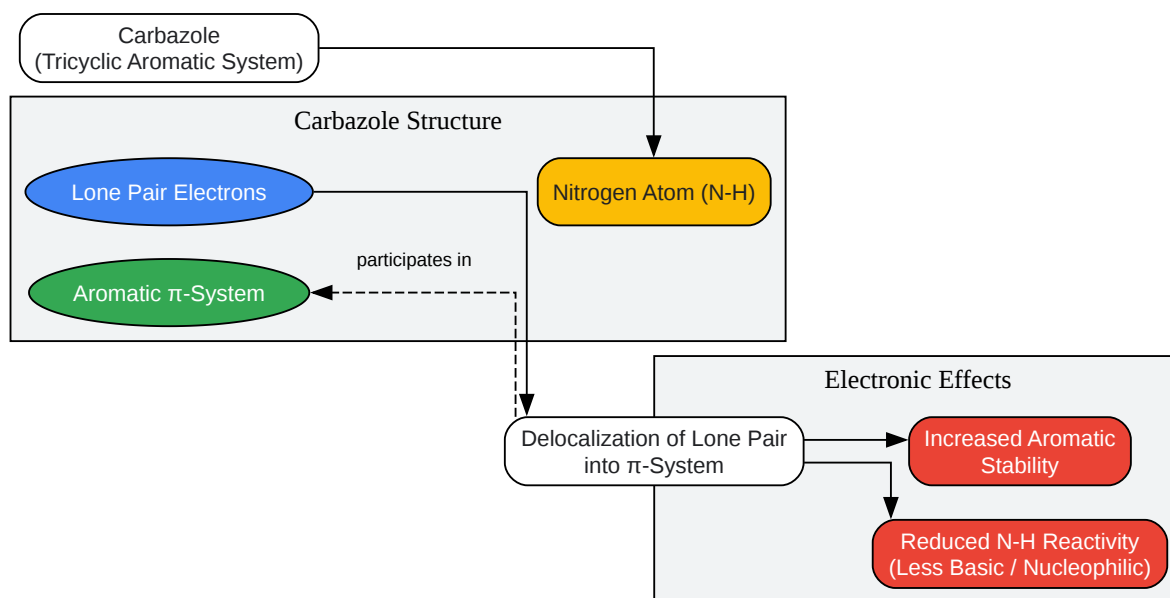 Carbazole
(Tricyclic Aromatic System)
Carbazole Structure
Lone Pair Electrons
Nitrogen Atom (N-H)
participates in
Aromatic π-System
Electronic Effects
Delocalization of Lone Pair
into π-System
Increased Aromatic
Stability
Reduced N-H Reactivity
(Less Basic / Nucleophilic)